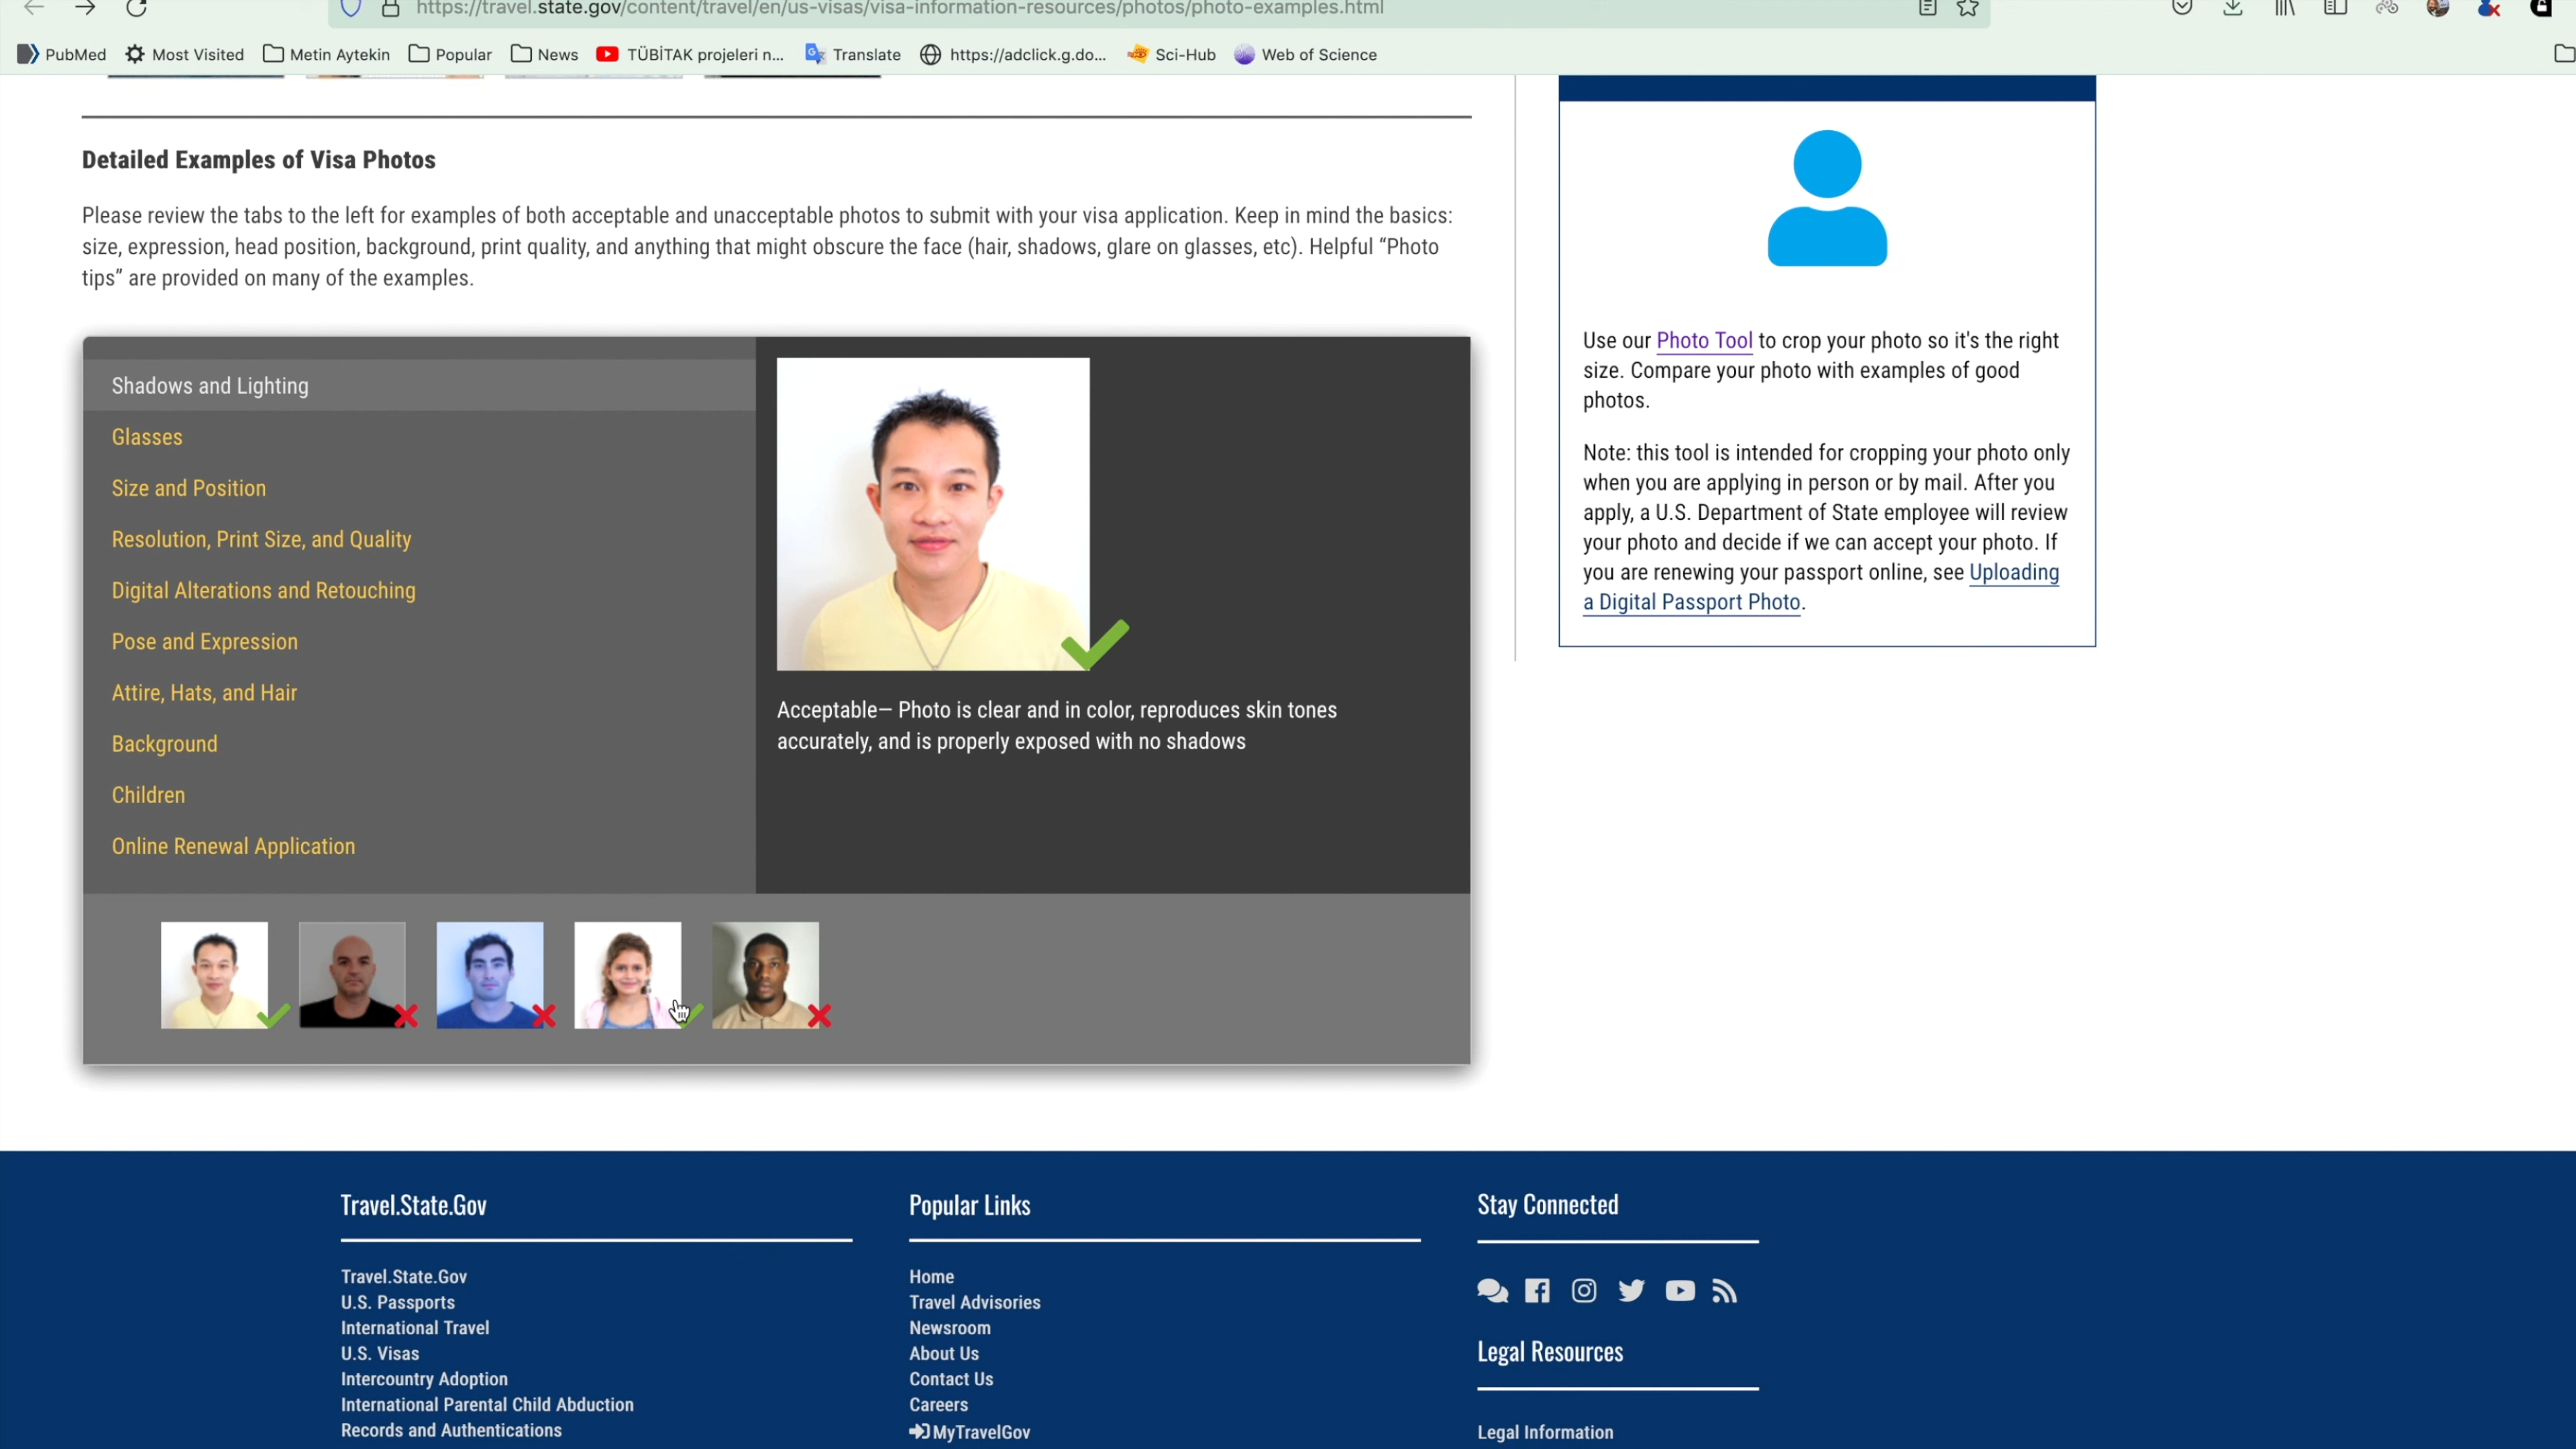 https://travel.state.gov/content/travel/en/us-visas/visa-information-resources/photos/photo-examples.html
PubMed Most Visited Metin Aytekin Popular News TÜBİTAK projeleri n... Translate https://adclick.g.do... Sci-Hub Web of Science
Detailed Examples of Visa Photos
Please review the tabs to the left for examples of both acceptable and unacceptable photos to submit with your visa application. Keep in mind the basics:
size, expression, head position, background, print quality, and anything that might obscure the face (hair, shadows, glare on glasses, etc). Helpful “Photo
tips” are provided on many of the examples.
Shadows and Lighting
Glasses
Size and Position
Resolution, Print Size, and Quality
Digital Alterations and Retouching
Pose and Expression
Attire, Hats, and Hair
Background
Children
Online Renewal Application
Acceptable— Photo is clear and in color, reproduces skin tones
accurately, and is properly exposed with no shadows
Use our Photo Tool to crop your photo so it's the right
size. Compare your photo with examples of good
photos.
Note: this tool is intended for cropping your photo only
when you are applying in person or by mail. After you
apply, a U.S. Department of State employee will review
your photo and decide if we can accept your photo. If
you are renewing your passport online, see Uploading
a Digital Passport Photo.
Travel.State.Gov
Travel.State.Gov
U.S. Passports
International Travel
U.S. Visas
Intercountry Adoption
International Parental Child Abduction
Records and Authentications
Popular Links
Home
Travel Advisories
Newsroom
About Us
Contact Us
Careers
MyTravelGov
Stay Connected
Legal Resources
Legal Information